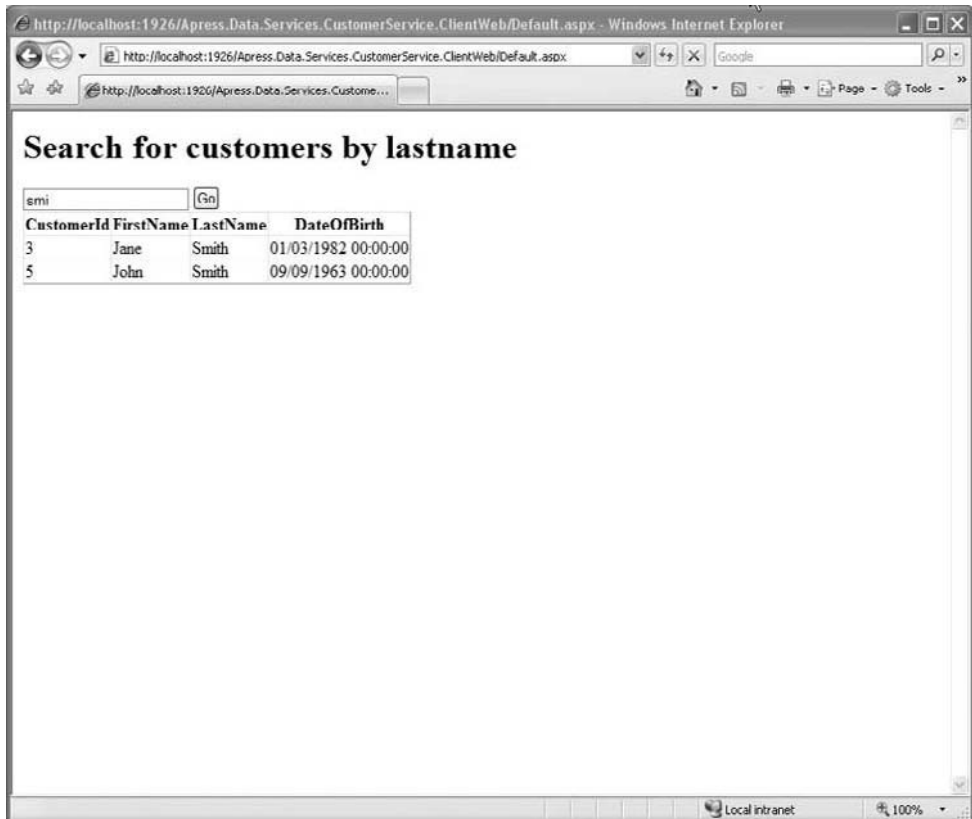 http://localhost:1926/Apress.Data.Services.CustomerService.ClientWeb/Default.aspx - Windows Internet Explorer
http://localhost:1926/Apress.Data.Services.CustomerService.ClientWeb/Default.aspx
Google
http://localhost:1926/Apress.Data.Services.Custome...
Page
Tools
Search for customers by lastname
smi
Go
CustomerId FirstName LastName DateOfBirth
3 Jane Smith 01/03/1982 00:00:00
5 John Smith 09/09/1963 00:00:00
Local intranet
100%